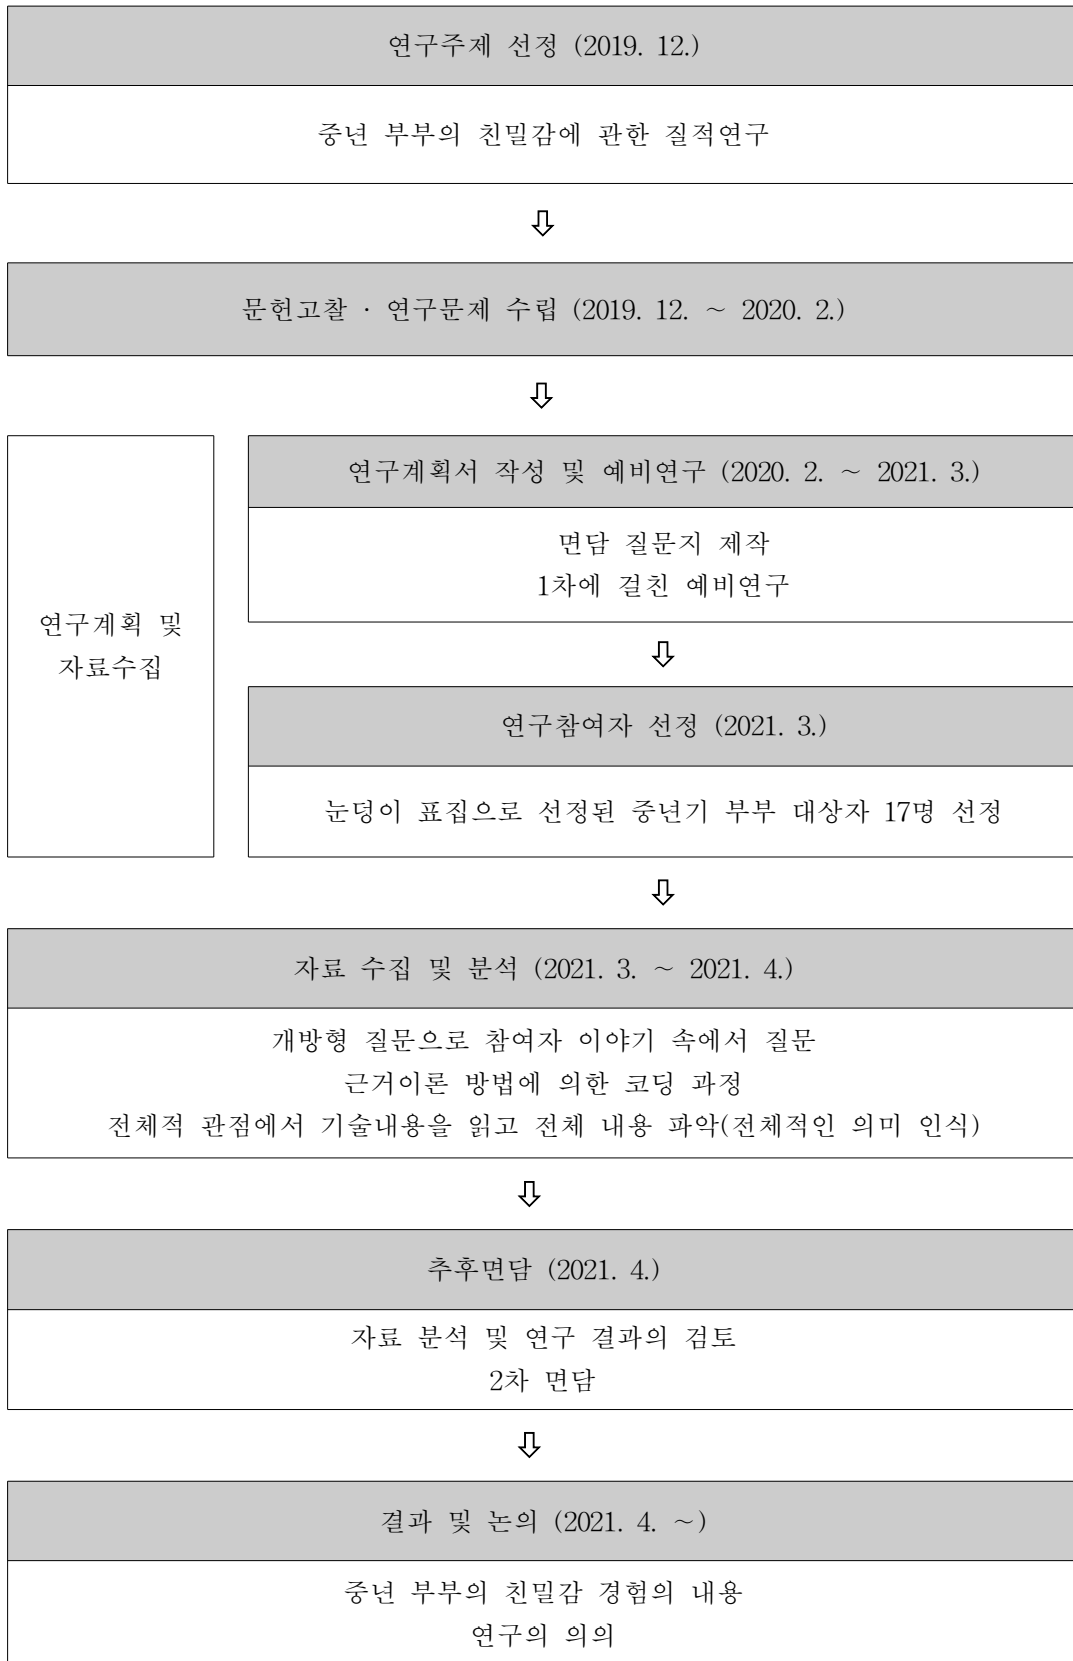 연구주제 선정 (2019. 12.)
중년 부부의 친밀감에 관한 질적연구
문헌고찰 · 연구문제 수립 (2019. 12. ~ 2020. 2.)
연구계획 및
자료수집
연구계획서 작성 및 예비연구 (2020. 2. ~ 2021. 3.)
면담 질문지 제작
1차에 걸친 예비연구
연구참여자 선정 (2021. 3.)
눈덩이 표집으로 선정된 중년기 부부 대상자 17명 선정
자료 수집 및 분석 (2021. 3. ~ 2021. 4.)
개방형 질문으로 참여자 이야기 속에서 질문
근거이론 방법에 의한 코딩 과정
전체적 관점에서 기술내용을 읽고 전체 내용 파악(전체적인 의미 인식)
추후면담 (2021. 4.)
자료 분석 및 연구 결과의 검토
2차 면담
결과 및 논의 (2021. 4. ~)
중년 부부의 친밀감 경험의 내용
연구의 의의